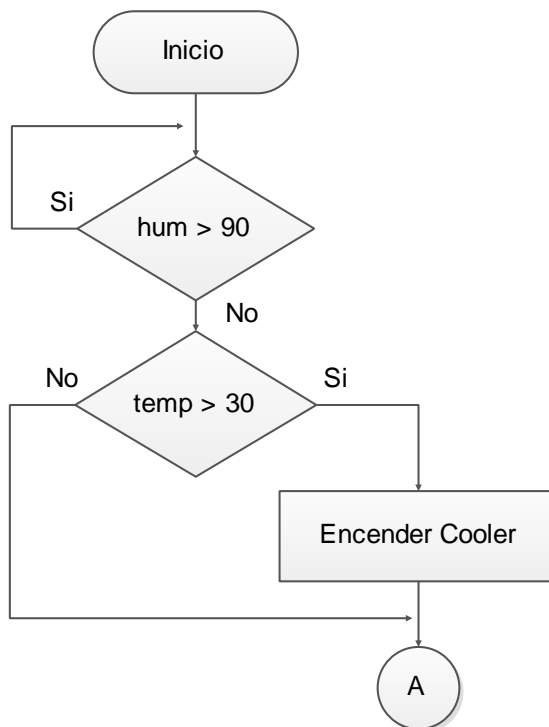 Inicio
Si
hum > 90
No
No
Si
temp > 30
Encender Cooler
A